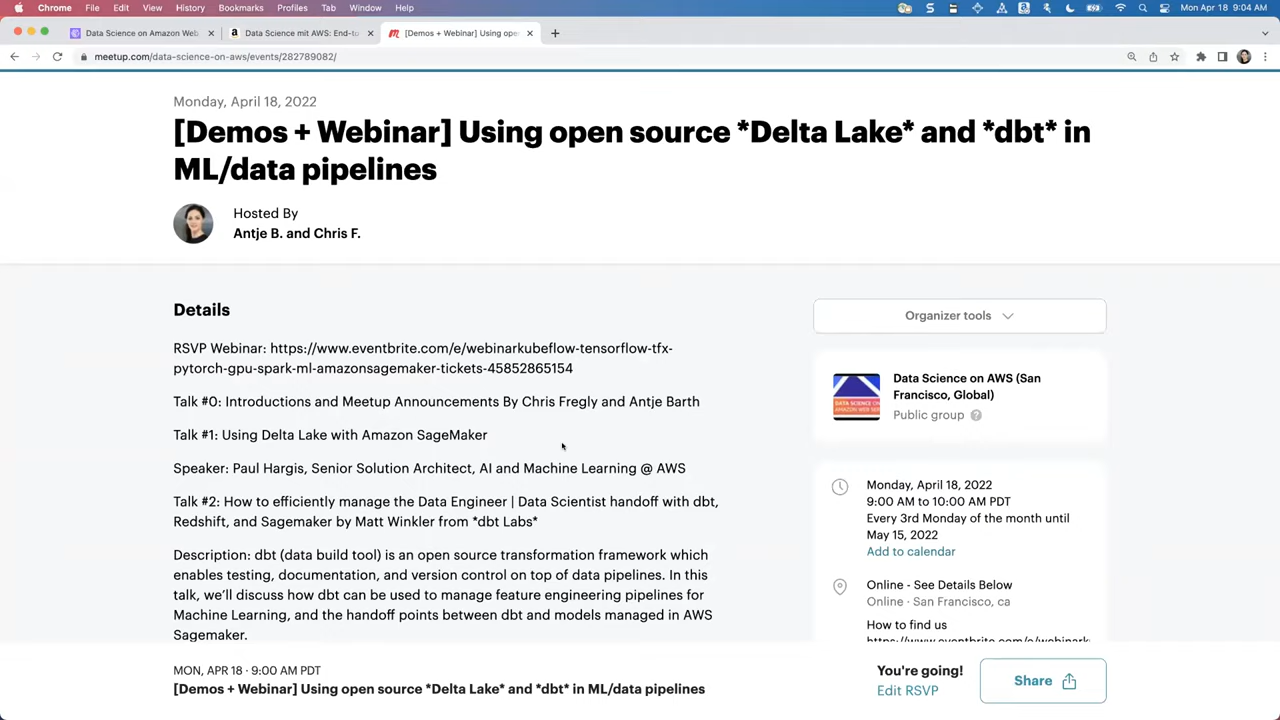 Chrome File Edit View History Bookmarks Profiles Tab Window Help Mon Apr 18 9:04 AM
Data Science on Amazon Web
Data Science mit AWS: End-to
[Demos + Webinar] Using open
meetup.com/data-science-on-aws/events/282789082/
Monday, April 18, 2022
[Demos + Webinar] Using open source *Delta Lake* and *dbt* in
ML/data pipelines
Hosted By
Antje B. and Chris F.
Details
RSVP Webinar: https://www.eventbrite.com/e/webinarkubeflow-tensorflow-tfx-
pytorch-gpu-spark-ml-amazonsagemaker-tickets-45852865154
Talk #0: Introductions and Meetup Announcements By Chris Fregly and Antje Barth
Talk #1: Using Delta Lake with Amazon SageMaker
Speaker: Paul Hargis, Senior Solution Architect, AI and Machine Learning @ AWS
Talk #2: How to efficiently manage the Data Engineer | Data Scientist handoff with dbt,
Redshift, and Sagemaker by Matt Winkler from *dbt Labs*
Description: dbt (data build tool) is an open source transformation framework which
enables testing, documentation, and version control on top of data pipelines. In this
talk, we'll discuss how dbt can be used to manage feature engineering pipelines for
Machine Learning, and the handoff points between dbt and models managed in AWS
Sagemaker.
Organizer tools
Data Science on AWS (San
Francisco, Global)
Public group
DATA SCIENCE ON
Monday, April 18, 2022
9:00 AM to 10:00 AM PDT
Every 3rd Monday of the month until
May 15, 2022
Add to calendar
Online - See Details Below
Online · San Francisco, ca
How to find us
https://www.eventbrite.com/e/webinark
MON, APR 18 · 9:00 AM PDT
[Demos + Webinar] Using open source *Delta Lake* and *dbt* in ML/data pipelines
You're going!
Edit RSVP
Share